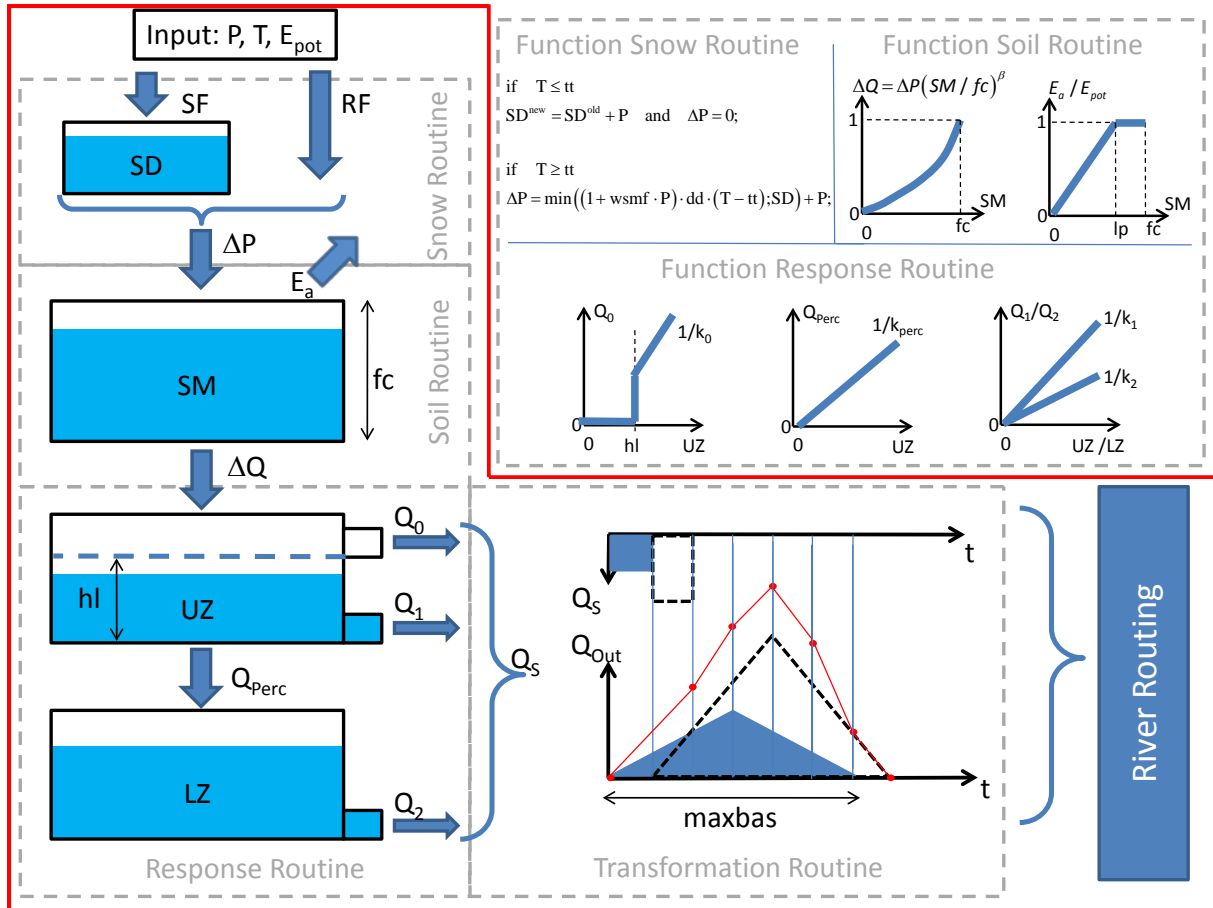 Input: P, T, E_pot
SF
RF
SD
Snow Routine
ΔP
E_a
SM
fc
Soil Routine
ΔQ
Q_0
hl
UZ
Q_1
Q_Perc
Q_S
LZ
Q_2
Response Routine
Function Snow Routine
if T ≤ tt
SD^new = SD^old + P and ΔP = 0;
if T ≥ tt
ΔP = min((1 + wsmf · P) · dd · (T − tt); SD) + P;
Function Soil Routine
ΔQ = ΔP(SM / fc)^β
1
0
SM
0
fc
E_a / E_pot
1
0
SM
0
lp
fc
Function Response Routine
Q_0
1/k_0
0
0
hl
UZ
Q_Perc
1/k_perc
0
0
UZ
Q_1/Q_2
1/k_1
1/k_2
0
0
UZ /LZ
t
Q_S
Q_Out
t
maxbas
Transformation Routine
River Routing